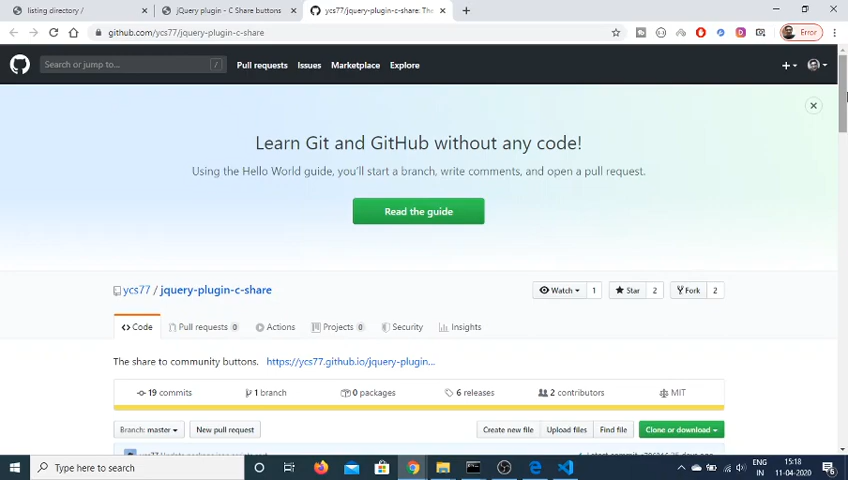 listing directory /
jQuery plugin - C Share buttons
ycs77/jquery-plugin-c-share: The
github.com/ycs77/jquery-plugin-c-share
Error
Search or jump to...
/
Pull requests
Issues
Marketplace
Explore
Learn Git and GitHub without any code!
Using the Hello World guide, you'll start a branch, write comments, and open a pull request.
Read the guide
ycs77 / jquery-plugin-c-share
Watch 1
Star 2
Fork 2
Code
Pull requests 0
Actions
Projects 0
Security
Insights
The share to community buttons. https://ycs77.github.io/jquery-plugin...
19 commits
1 branch
0 packages
6 releases
2 contributors
MIT
Branch: master
New pull request
Create new file
Upload files
Find file
Clone or download
Type here to search
ENG
IN
15:18
11-04-2020